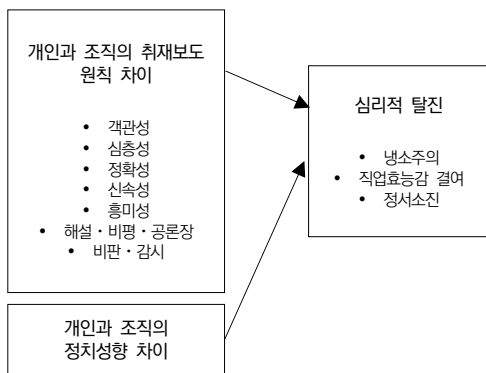 개인과 조직의 취재보도
원칙 차이
• 객관성
• 심층성
• 정확성
• 신속성
• 흥미성
• 해설・비평・공론장
• 비판・감시
심리적 탈진
• 냉소주의
• 직업효능감 결여
• 정서소진
개인과 조직의
정치성향 차이